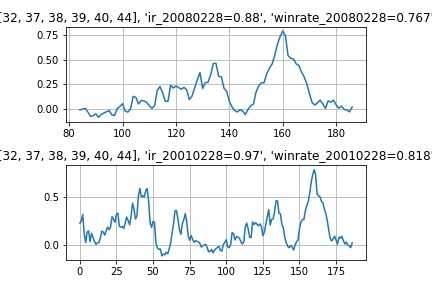 [32, 37, 38, 39, 40, 44], 'ir_20080228=0.88', 'winrate_20080228=0.767'
0.75
0.50
0.25
0.00
80 100 120 140 160 180
[32, 37, 38, 39, 40, 44], 'ir_20010228=0.97', 'winrate_20010228=0.818'
0.5
0.0
0 25 50 75 100 125 150 175